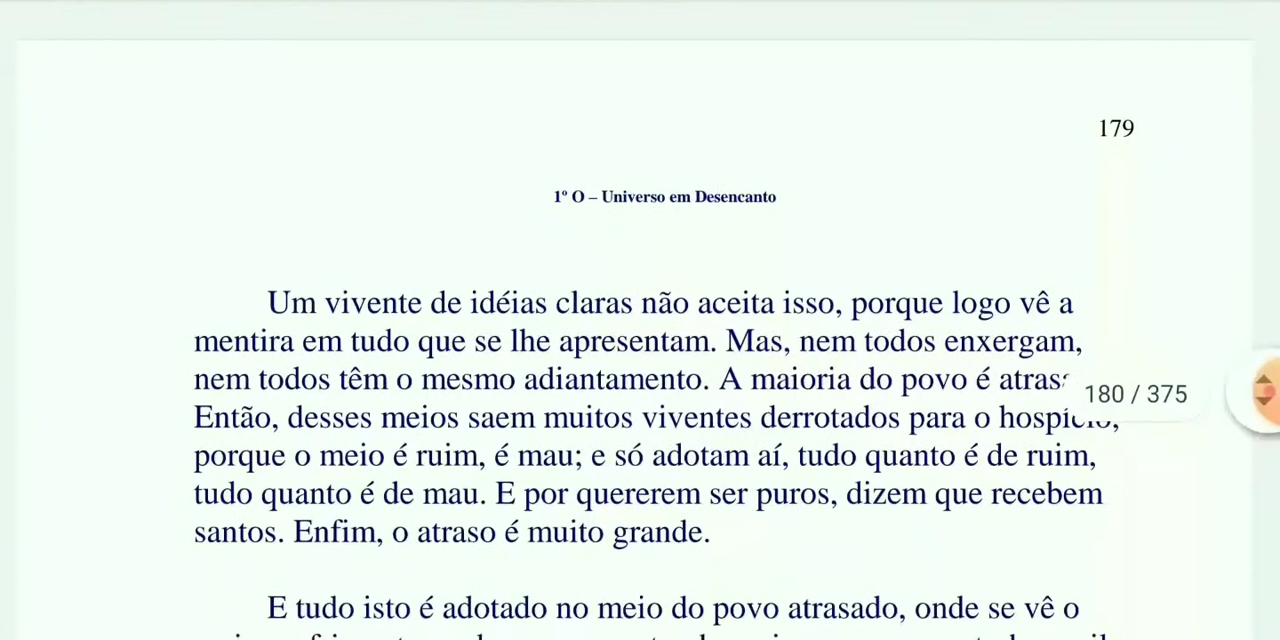 179
1º O – Universo em Desencanto
Um vivente de idéias claras não aceita isso, porque logo vê a
mentira em tudo que se lhe apresentam. Mas, nem todos enxergam,
nem todos têm o mesmo adiantamento. A maioria do povo é
180 / 375
Então, desses meios saem muitos viventes derrotados para o hospício,
porque o meio é ruim, é mau; e só adotam aí, tudo quanto é de ruim,
tudo quanto é de mau. E por quererem ser puros, dizem que recebem
santos. Enfim, o atraso é muito grande.
E tudo isto é adotado no meio do povo atrasado, onde se vê o